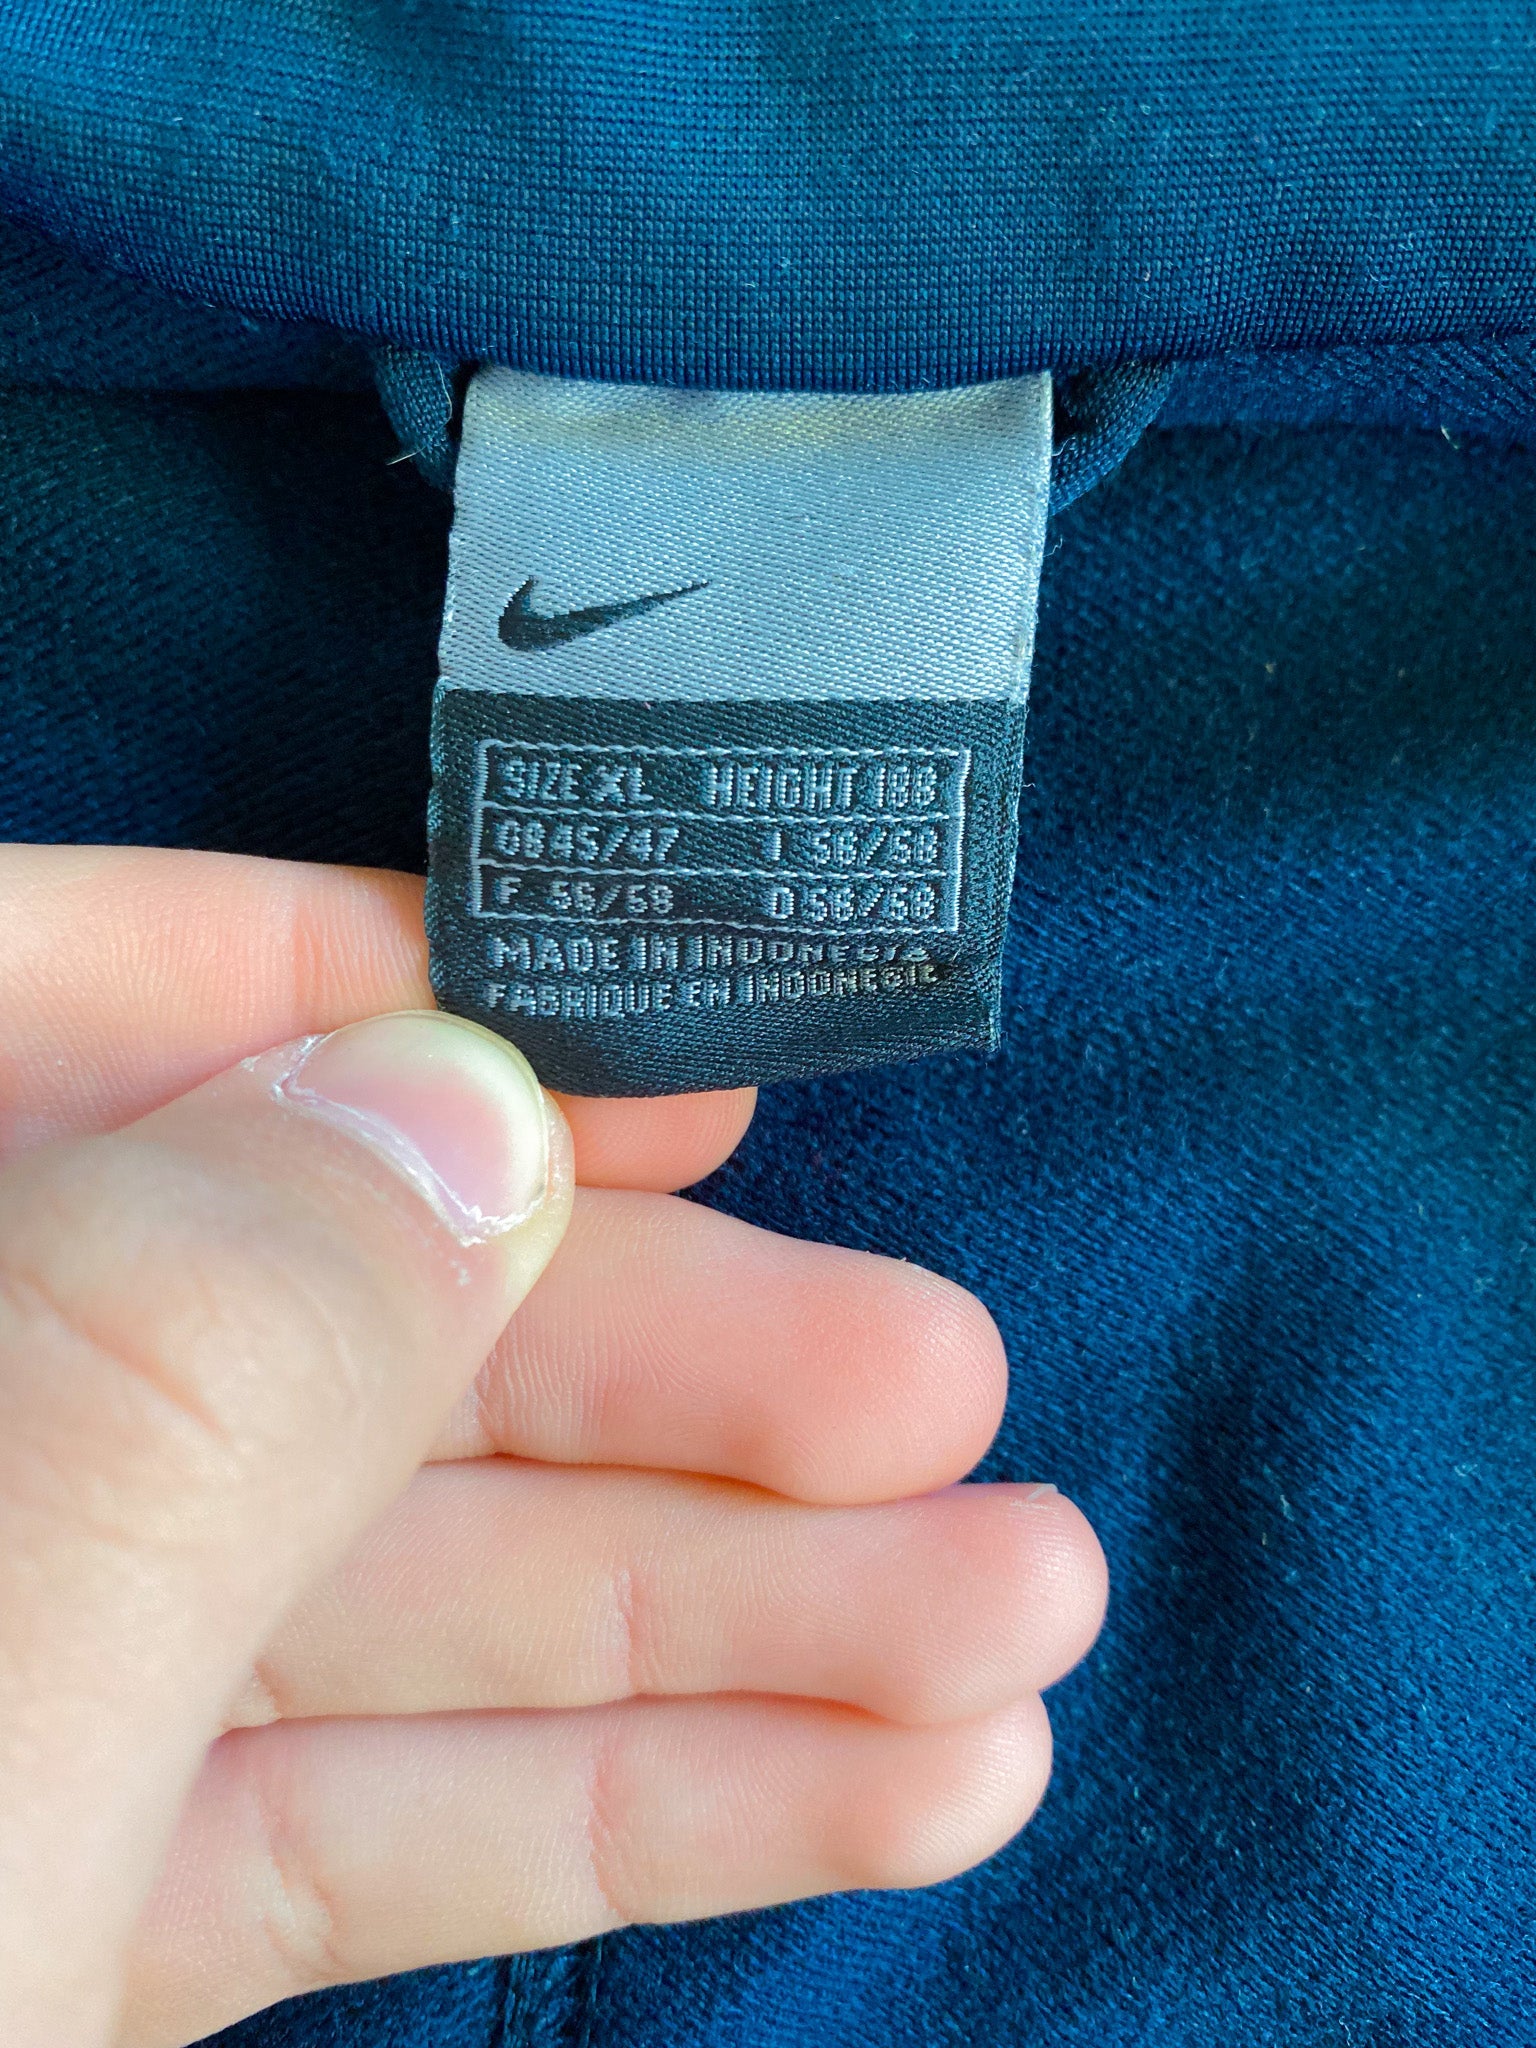 SIZE XL HEIGHT 188
GB 45/47 I 56/58
F 56/58 D 56/58
MADE IN INDONESIA
FABRIQUE EN INDONESIE